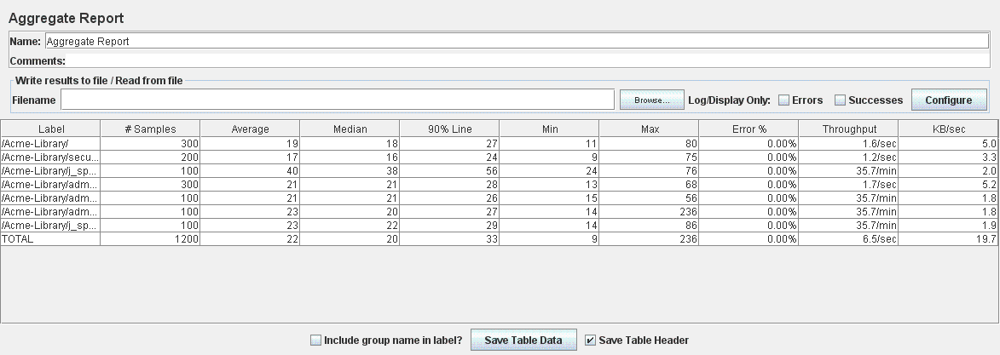 Aggregate Report
Name: Aggregate Report
Comments:
Write results to file / Read from file
Filename Browse... Log/Display Only: Errors Successes Configure
Label # Samples Average Median 90% Line Min Max Error % Throughput KB/sec
/Acme-Library/ 300 19 18 27 11 80 0.00% 1.6/sec 5.0
/Acme-Library/secu... 200 17 16 24 9 75 0.00% 1.2/sec 3.3
/Acme-Library/j_sp... 100 40 38 56 24 76 0.00% 35.7/min 2.0
/Acme-Library/adm... 300 21 21 28 13 68 0.00% 1.7/sec 5.2
/Acme-Library/adm... 100 21 21 26 15 56 0.00% 35.7/min 1.8
/Acme-Library/adm... 100 23 20 27 14 236 0.00% 35.7/min 1.8
/Acme-Library/j_sp... 100 23 22 29 14 86 0.00% 35.7/min 1.9
TOTAL 1200 22 20 33 9 236 0.00% 6.5/sec 19.7
Include group name in label? Save Table Data Save Table Header